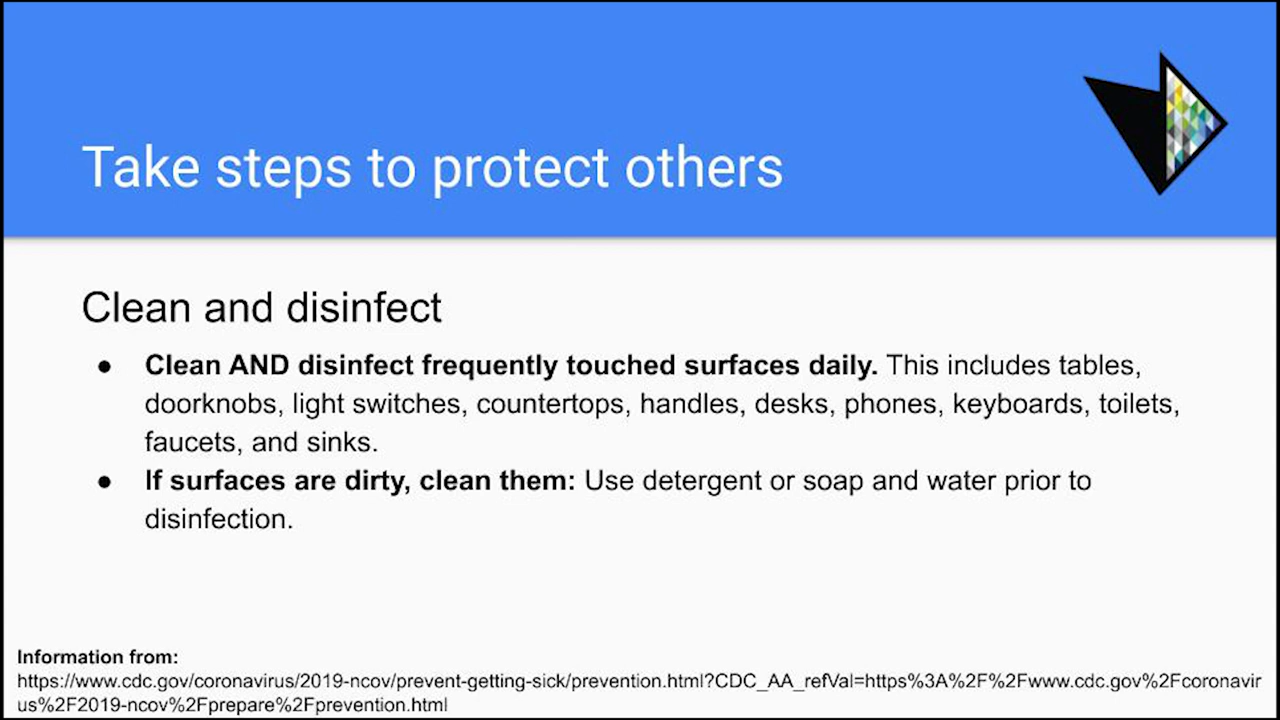 Take steps to protect others
Clean and disinfect
● Clean AND disinfect frequently touched surfaces daily. This includes tables,
doorknobs, light switches, countertops, handles, desks, phones, keyboards, toilets,
faucets, and sinks.
● If surfaces are dirty, clean them: Use detergent or soap and water prior to
disinfection.
Information from:
https://www.cdc.gov/coronavirus/2019-ncov/prevent-getting-sick/prevention.html?CDC_AA_refVal=https%3A%2F%2Fwww.cdc.gov%2Fcoronavir
us%2F2019-ncov%2Fprepare%2Fprevention.html